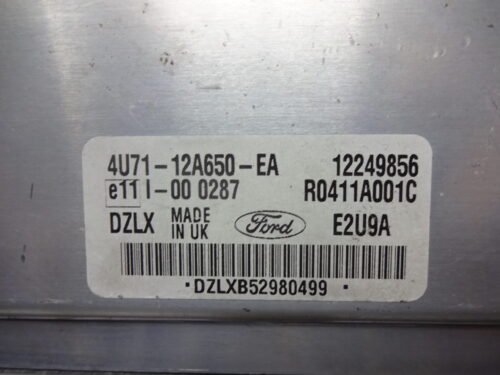 4U71-12A650-EA 12249856
e11 I-00 0287 R0411A001C
DZLX MADE IN UK Ford E2U9A
·DZLXB52980499·